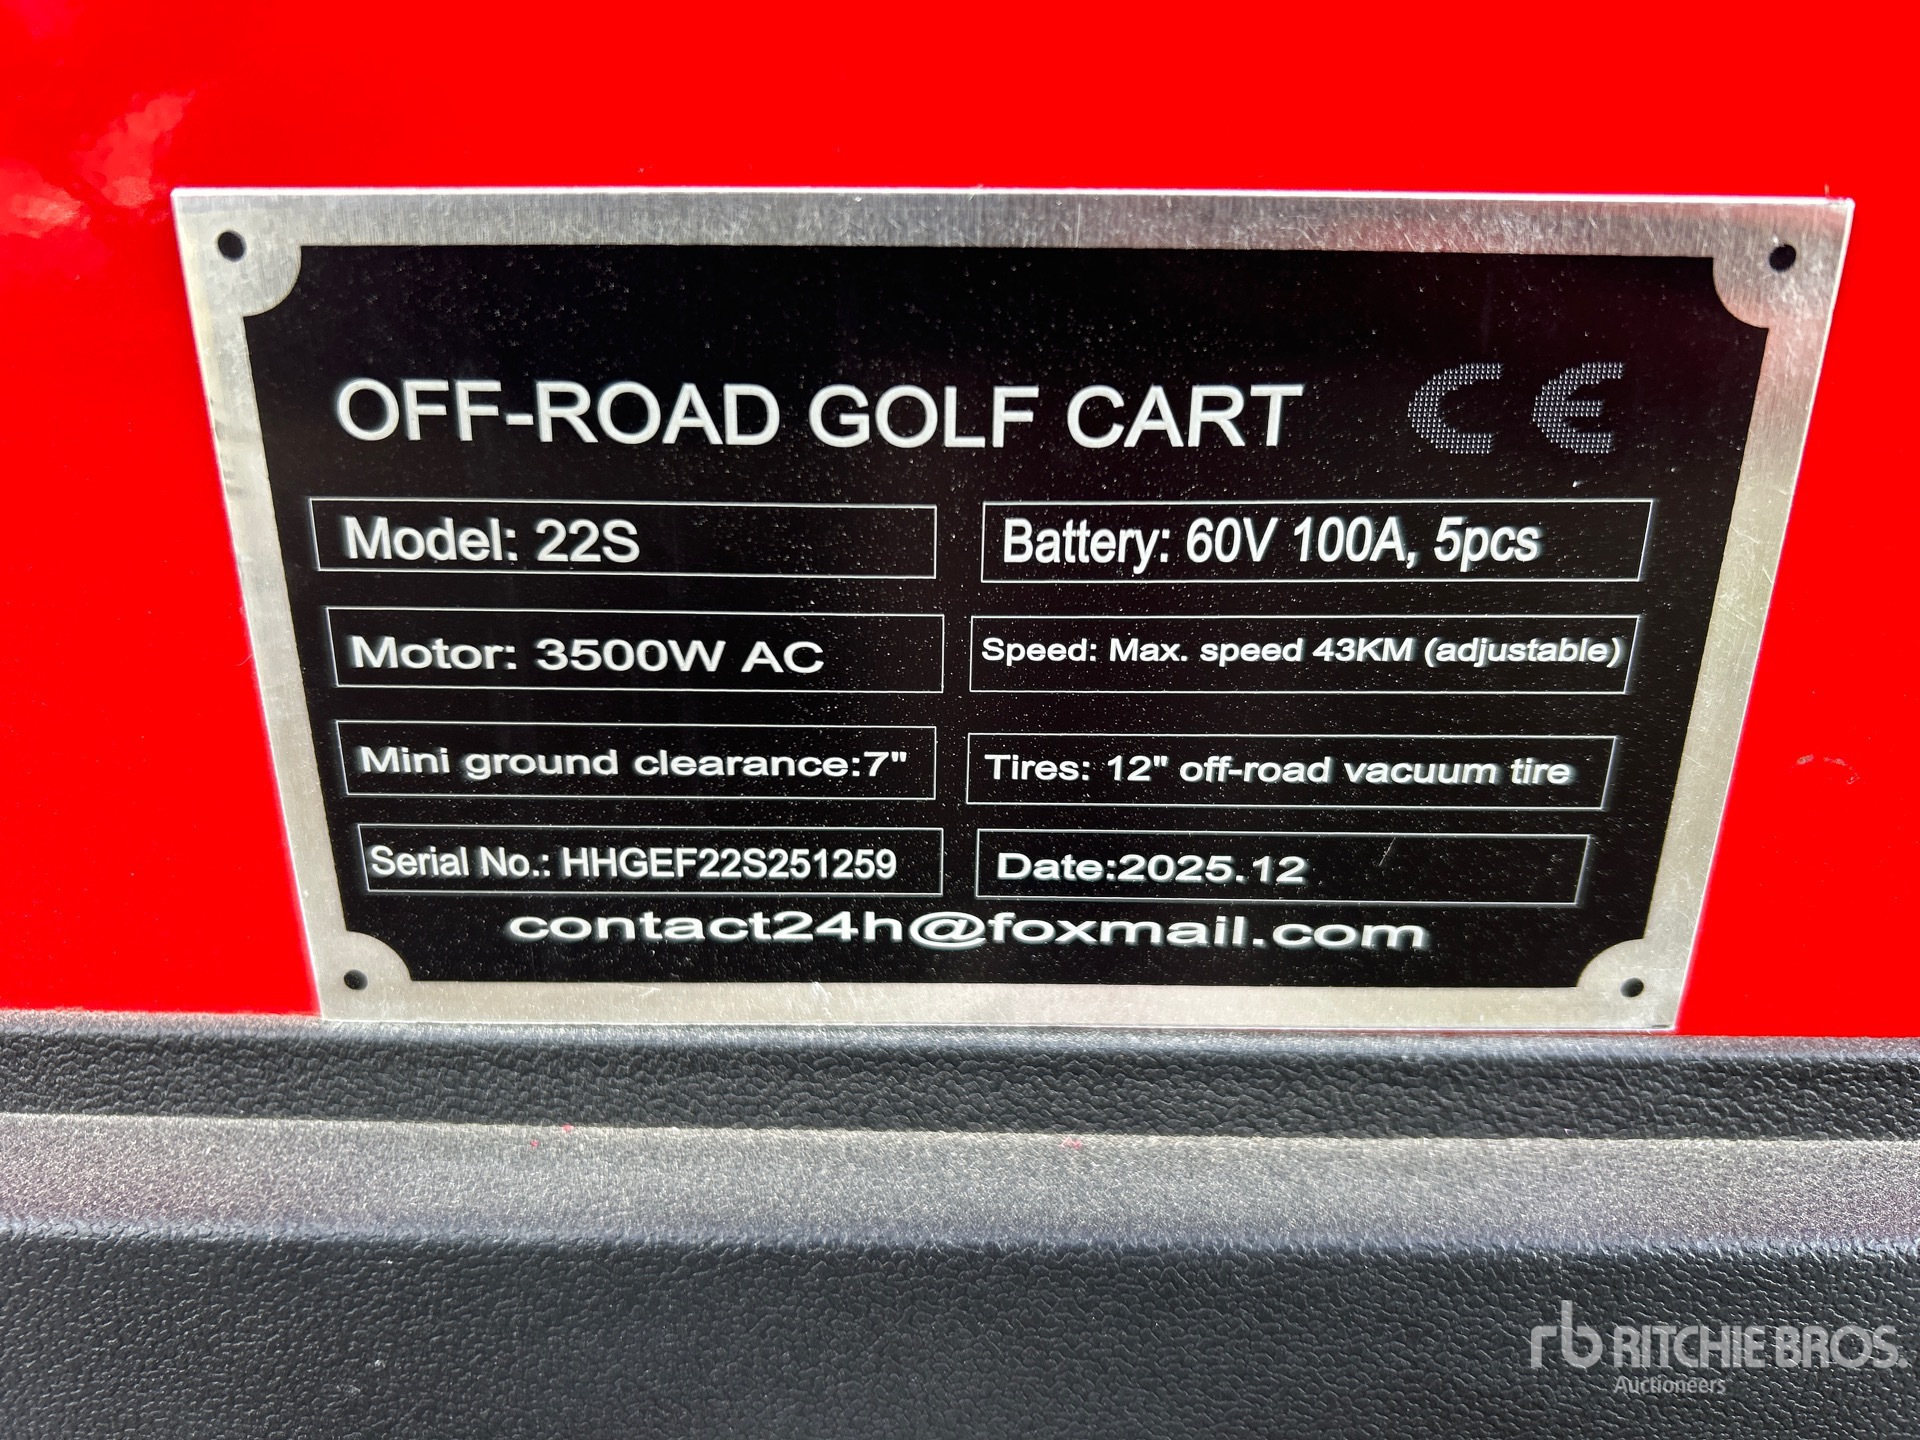 OFF-ROAD GOLF CART CE
Model: 22S
Battery: 60V 100A, 5pcs
Motor: 3500W AC
Speed: Max. speed 43KM (adjustable)
Mini ground clearance:7"
Tires: 12" off-road vacuum tire
Serial No.: HHGEF22S251259
Date:2025.12
contact24h@foxmail.com
rb RITCHIE BROS.
Auctioneers